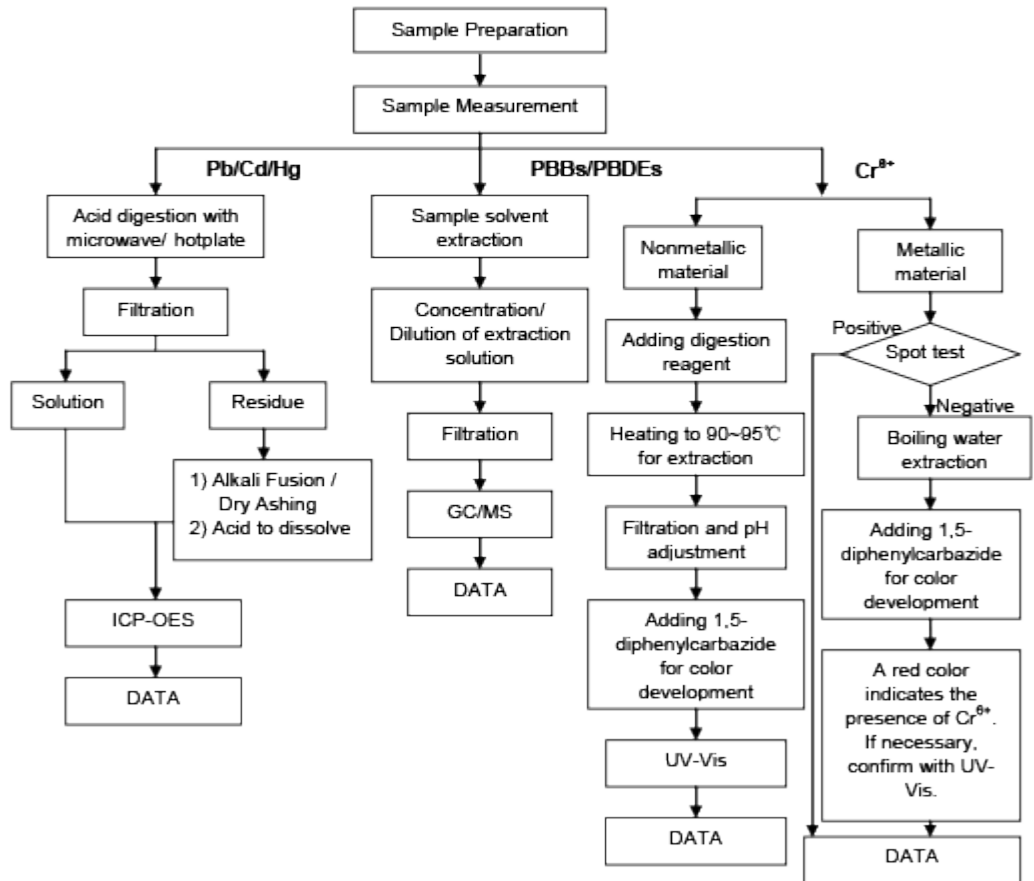 Sample Preparation
Sample Measurement
Pb/Cd/Hg
PBBs/PBDEs
Cr⁶⁺
Acid digestion with
microwave/ hotplate
Filtration
Solution
Residue
1) Alkali Fusion /
Dry Ashing
2) Acid to dissolve
ICP-OES
DATA
Sample solvent
extraction
Concentration/
Dilution of extraction
solution
Filtration
GC/MS
DATA
Nonmetallic
material
Adding digestion
reagent
Heating to 90~95℃
for extraction
Filtration and pH
adjustment
Adding 1,5-
diphenylcarbazide
for color
development
UV-Vis
DATA
Metallic
material
Positive
Spot test
Negative
Boiling water
extraction
Adding 1,5-
diphenylcarbazide
for color
development
A red color
indicates the
presence of Cr⁶⁺.
If necessary,
confirm with UV-
Vis.
DATA